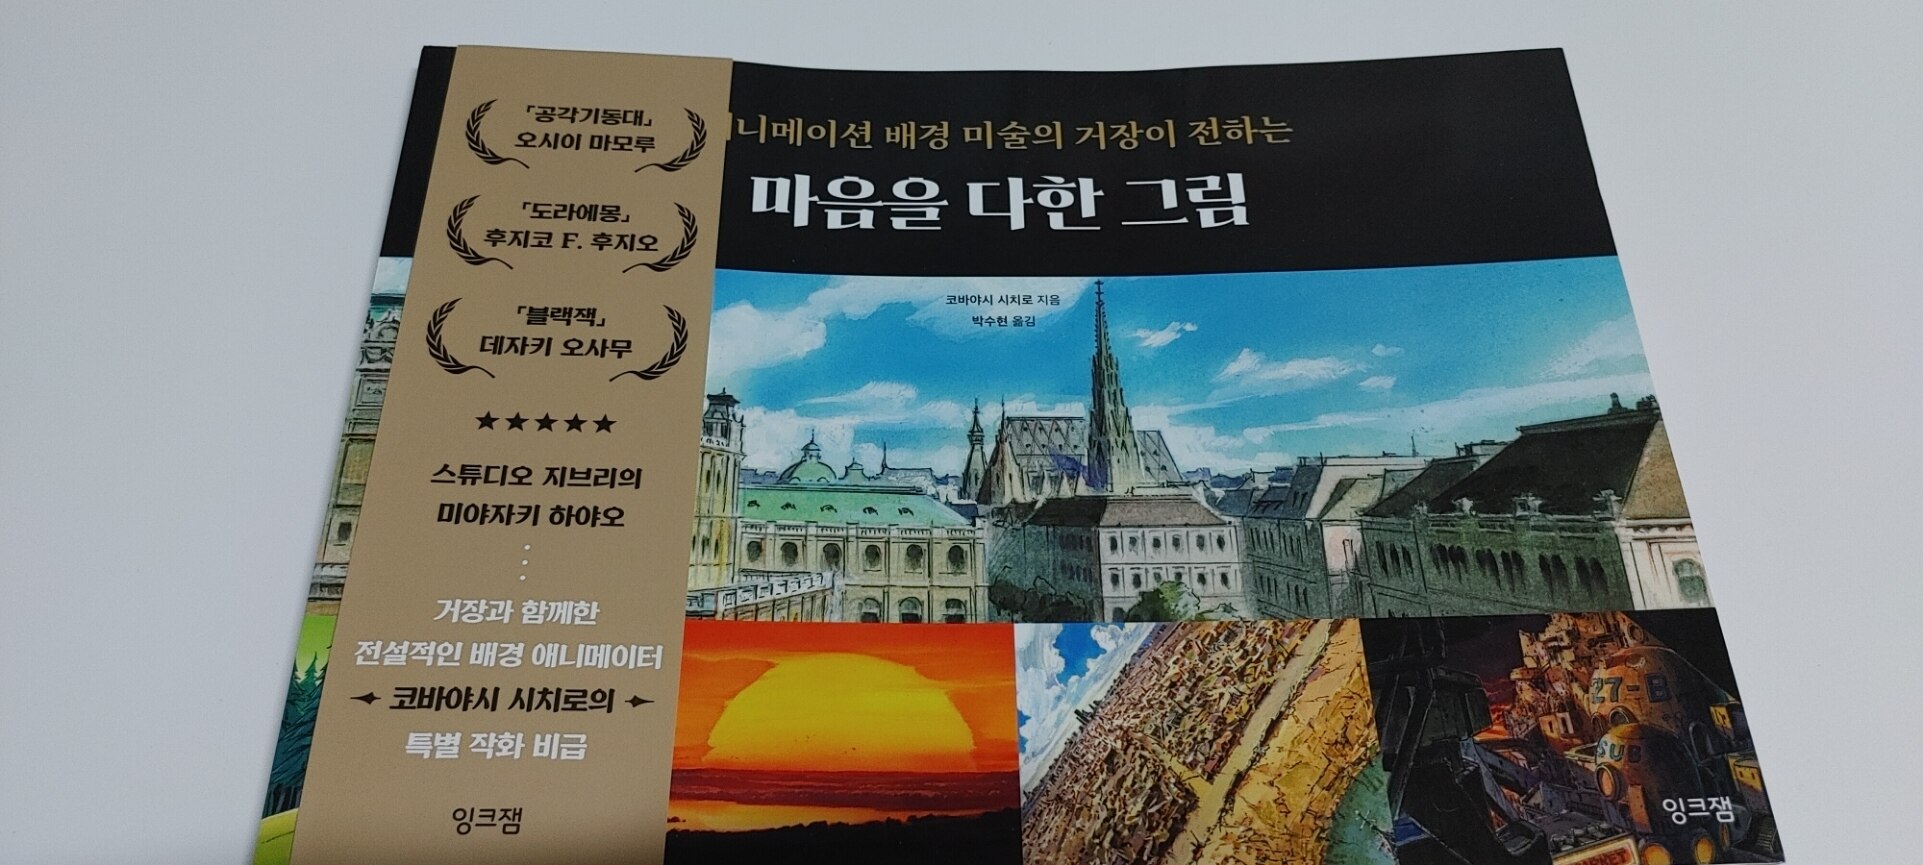 「공각기동대」
오시이 마모루
「도라에몽」
후지코 F. 후지오
「블랙잭」
데자키 오사무
★★★★★
스튜디오 지브리의
미야자키 하야오
거장과 함께한
전설적인 배경 애니메이터
코바야시 시치로의
특별 작화 비급
잉크잼
애니메이션 배경 미술의 거장이 전하는
마음을 다한 그림
코바야시 시치로 지음
박수현 옮김
27-B
SUB
잉크잼